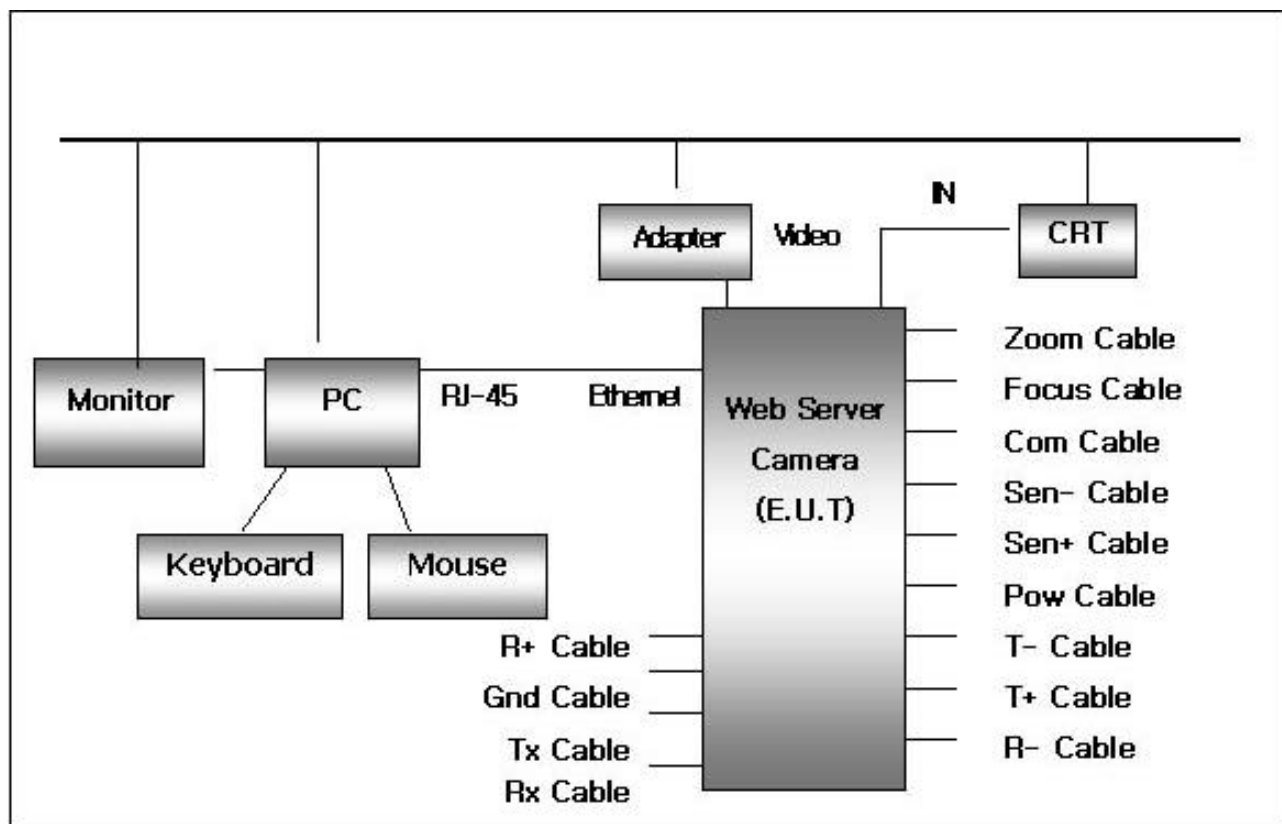 IN
Adapter
Video
CRT
Zoom Cable
Monitor
PC
RJ-45
Ethernet
Focus Cable
Web Server
Camera
(E.U.T)
Com Cable
Sen- Cable
Sen+ Cable
Keyboard
Mouse
Pow Cable
R+ Cable
T- Cable
Gnd Cable
T+ Cable
Tx Cable
R- Cable
Rx Cable